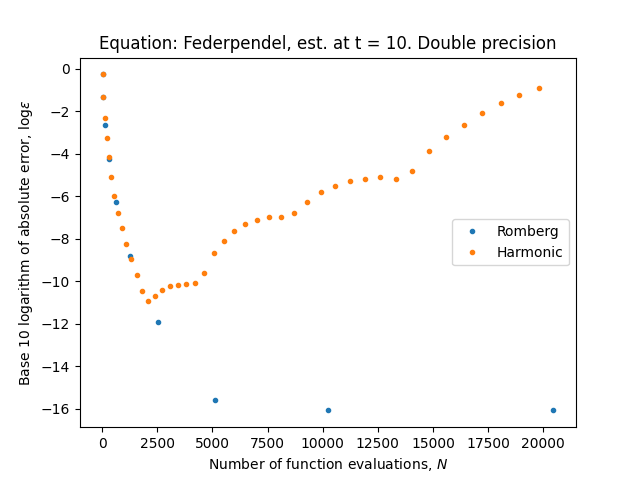 Equation: Federpendel, est. at t = 10. Double precision
Base 10 logarithm of absolute error, logε
0
−2
−4
−6
−8
−10
−12
−14
−16
Romberg
Harmonic
0 2500 5000 7500 10000 12500 15000 17500 20000
Number of function evaluations, N